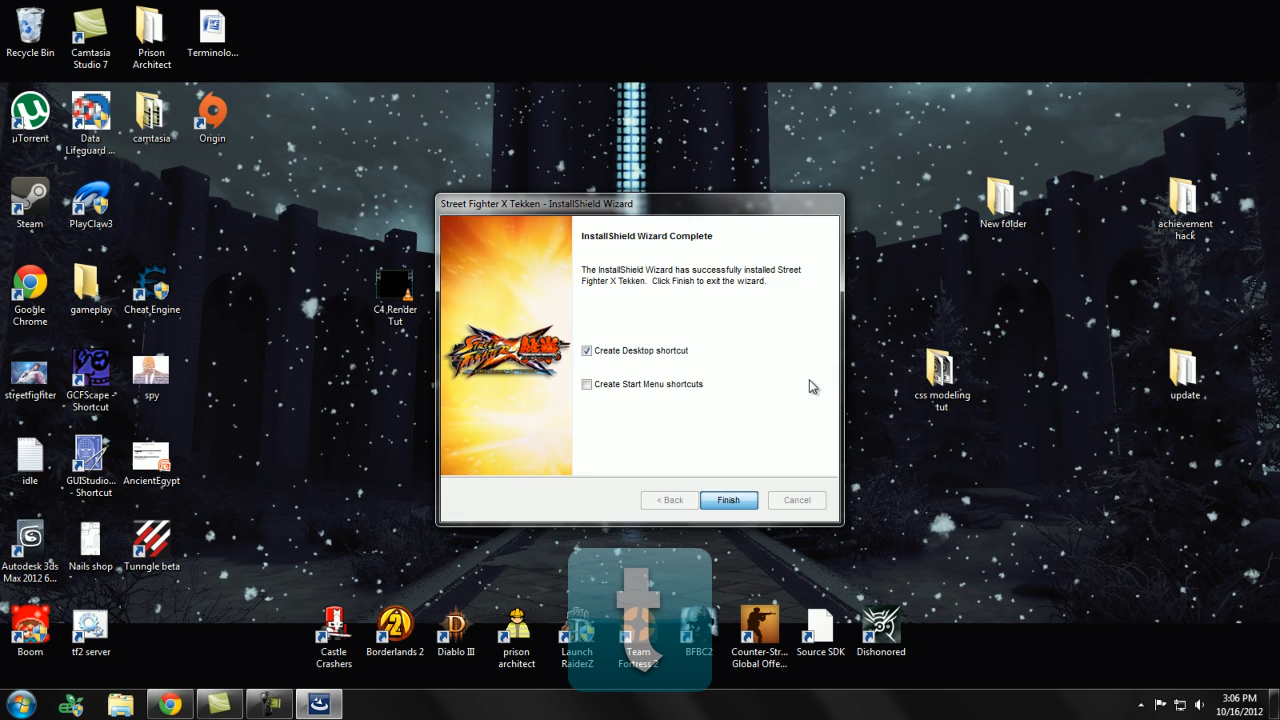 Recycle Bin
Camtasia
Studio 7
Prison
Architect
Terminolo...
µTorrent
Data
Lifeguard ...
camtasia
Origin
Steam
PlayClaw3
Google
Chrome
gameplay
Cheat Engine
C4 Render
Tut
New fdlder
achievement
hack
streetfighter
GCFScape -
Shortcut
spy
css modeling
tut
update
idle
GUIStudio...
- Shortcut
AncientEgypt
Autodesk 3ds
Max 2012 6...
Nails shop
Tunngle beta
Boom
tf2 server
Castle
Crashers
Borderlands 2
Diablo III
prison
architect
Launch
RaiderZ
Team
Fortress 2
BFBC2
Counter-Str...
Global Offe...
Source SDK
Dishonored
Street Fighter X Tekken - InstallShield Wizard
InstallShield Wizard Complete
The InstallShield Wizard has successfully installed Street
Fighter X Tekken. Click Finish to exit the wizard.
Create Desktop shortcut
Create Start Menu shortcuts
< Back
Finish
Cancel
t
3:06 PM
10/16/2012